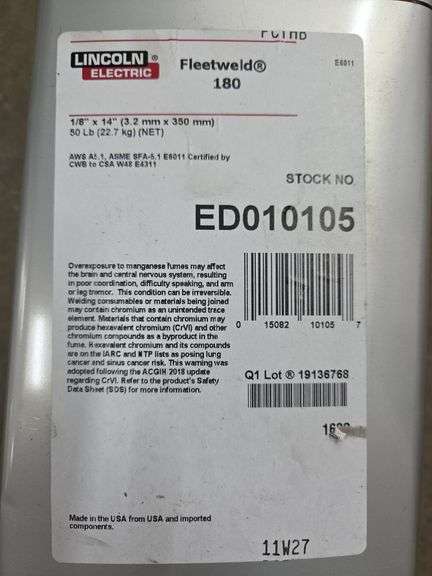 LINCOLN ®
ELECTRIC
Fleetweld®
180
E6011
1/8" x 14" (3.2 mm x 350 mm)
50 Lb (22.7 kg) (NET)
AWS A5.1, ASME SFA-5.1 E6011 Certified by
CWB to CSA W48 E4311
STOCK NO
ED010105
Overexposure to manganese fumes may affect
the brain and central nervous system, resulting
in poor coordination, difficulty speaking, and arm
or leg tremor. This condition can be irreversible.
Welding consumables or materials being joined
may contain chromium as an unintended trace
element. Materials that contain chromium may
produce hexavalent chromium (CrVI) and other
chromium compounds as a byproduct in the
fume. Hexavalent chromium and its compounds
are on the IARC and NTP lists as posing lung
cancer and sinus cancer risk. This warning was
adopted following the ACGIH 2018 update
regarding CrVI. Refer to the product's Safety
Data Sheet (SDS) for more information.
0 15082 10105 7
Q1 Lot ® 19136768
Made in the USA from USA and imported
components.
11W27